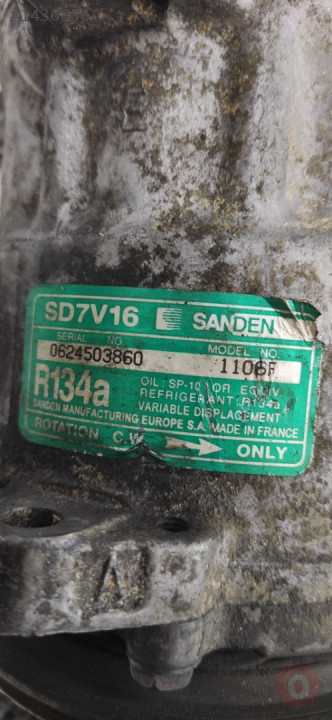 SD7V16 SANDEN
SERIAL NO. MODEL NO.
0624503860 1106F
R134a OIL SP-10 OR EQUIV.
REFRIGERANT R134a
VARIABLE DISPLACEMENT
SANDEN MANUFACTURING EUROPE S.A. MADE IN FRANCE
ROTATION C.W. ONLY
A